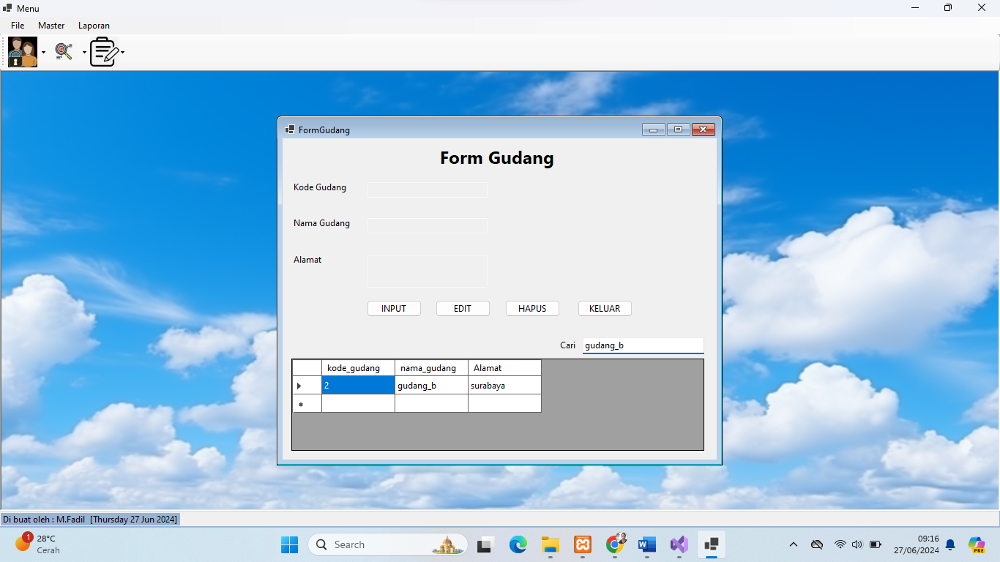 Menu
File Master Laporan
FormGudang
Form Gudang
Kode Gudang
Nama Gudang
Alamat
INPUT EDIT HAPUS KELUAR
Cari gudang_b
kode_gudang nama_gudang Alamat
2 gudang_b surabaya
Di buat oleh : M.Fadil [Thursday 27 Jun 2024]
1
28°C
Cerah
Search
W
09:16
27/06/2024
PRE